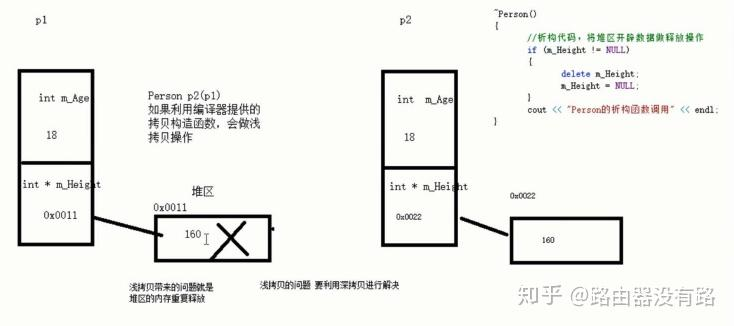 p1
int m_Age
18
int * m_Height
0x0011
Person p2(p1)
如果利用编译器提供的
拷贝构造函数，会做浅
拷贝操作
堆区
0x0011
160
浅拷贝带来的问题就是
堆区的内存重复释放
浅拷贝的问题 要利用深拷贝进行解决
p2
int m_Age
18
int * m_Height
0x0022
0x0022
160
~Person()
{
//析构代码，将堆区开辟数据做释放操作
if (m_Height != NULL)
{
delete m_Height;
m_Height = NULL;
}
cout << "Person的析构函数调用" << endl;
}
知乎 @路由器没有路